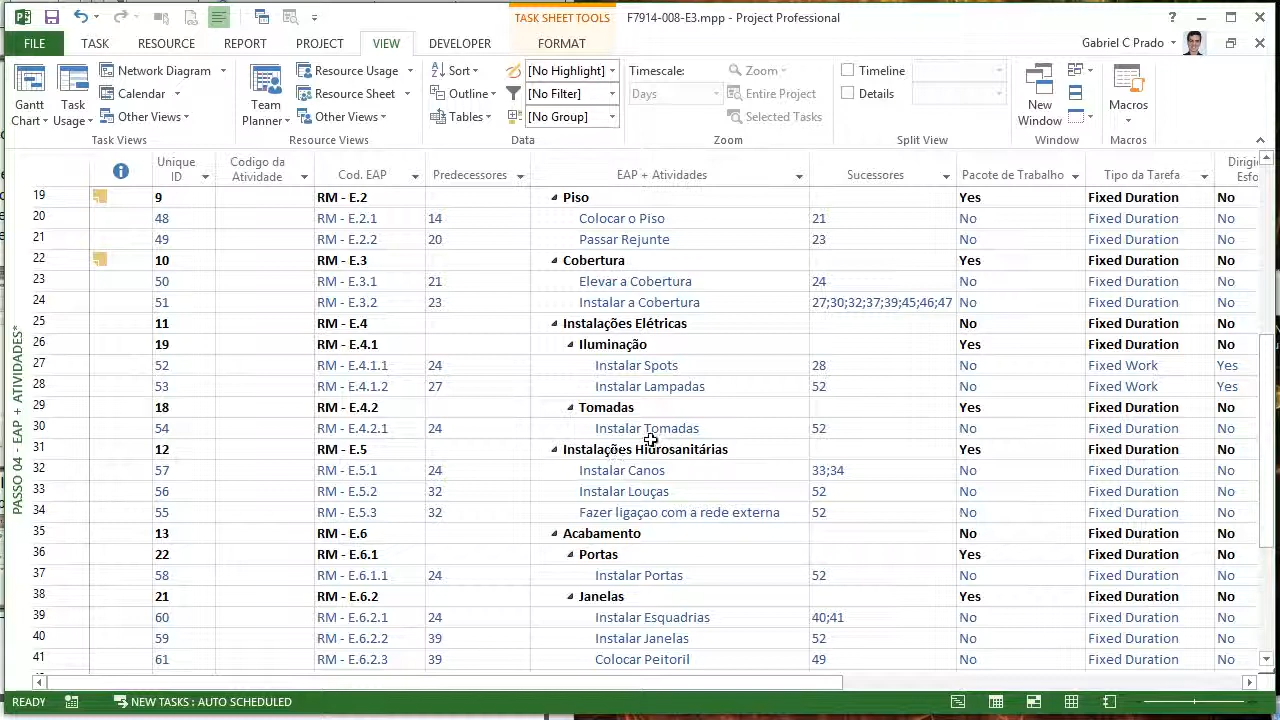 TASK SHEET TOOLS
F7914-008-E3.mpp - Project Professional
FILE TASK RESOURCE REPORT PROJECT VIEW DEVELOPER FORMAT Gabriel C Prado
Gantt Chart
Task Usage
Network Diagram
Calendar
Other Views
Task Views
Team Planner
Resource Usage
Resource Sheet
Other Views
Resource Views
Sort
Outline
Tables
[No Highlight]
[No Filter]
[No Group]
Data
Timescale:
Days
Zoom
Entire Project
Selected Tasks
Zoom
Timeline
Details
Split View
New Window
Window
Macros
Macros
Unique ID Codigo da Atividade Cod. EAP Predecessores EAP + Atividades Sucessores Pacote de Trabalho Tipo da Tarefa Dirigi Esfo
19 9 RM - E.2 Piso Yes Fixed Duration No
20 48 RM - E.2.1 14 Colocar o Piso 21 No Fixed Duration No
21 49 RM - E.2.2 20 Passar Rejunte 23 No Fixed Duration No
22 10 RM - E.3 Cobertura Yes Fixed Duration No
23 50 RM - E.3.1 21 Elevar a Cobertura 24 No Fixed Duration No
24 51 RM - E.3.2 23 Instalar a Cobertura 27;30;32;37;39;45;46;47 No Fixed Duration No
25 11 RM - E.4 Instalações Elétricas No Fixed Duration No
26 19 RM - E.4.1 Iluminação Yes Fixed Duration No
27 52 RM - E.4.1.1 24 Instalar Spots 28 No Fixed Work Yes
28 53 RM - E.4.1.2 27 Instalar Lampadas 52 No Fixed Work Yes
29 18 RM - E.4.2 Tomadas Yes Fixed Duration No
30 54 RM - E.4.2.1 24 Instalar Tomadas 52 No Fixed Duration No
31 12 RM - E.5 Instalações Hidrosanitárias Yes Fixed Duration No
32 57 RM - E.5.1 24 Instalar Canos 33;34 No Fixed Duration No
33 56 RM - E.5.2 32 Instalar Louças 52 No Fixed Duration No
34 55 RM - E.5.3 32 Fazer ligaçao com a rede externa 52 No Fixed Duration No
35 13 RM - E.6 Acabamento No Fixed Duration No
36 22 RM - E.6.1 Portas Yes Fixed Duration No
37 58 RM - E.6.1.1 24 Instalar Portas 52 No Fixed Duration No
38 21 RM - E.6.2 Janelas Yes Fixed Duration No
39 60 RM - E.6.2.1 24 Instalar Esquadrias 40;41 No Fixed Duration No
40 59 RM - E.6.2.2 39 Instalar Janelas 52 No Fixed Duration No
41 61 RM - E.6.2.3 39 Colocar Peitoril 49 No Fixed Duration No
PASSO 04 - EAP + ATIVIDADES*
READY NEW TASKS : AUTO SCHEDULED